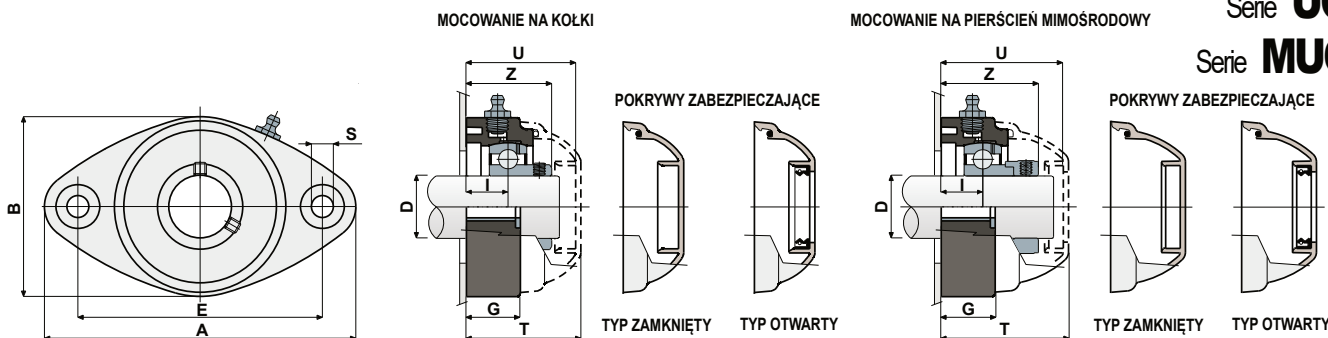 MOCOWANIE NA KOŁKI
MOCOWANIE NA PIERŚCIEŃ MIMOŚRODOWY
Serie
Serie
U
Z
POKRYWY ZABEZPIECZAJĄCE
U
Z
POKRYWY ZABEZPIECZAJĄCE
S
B
D
I
D
I
E
A
G
T
TYP ZAMKNIĘTY
TYP OTWARTY
G
T
TYP ZAMKNIĘTY
TYP OTWARTY